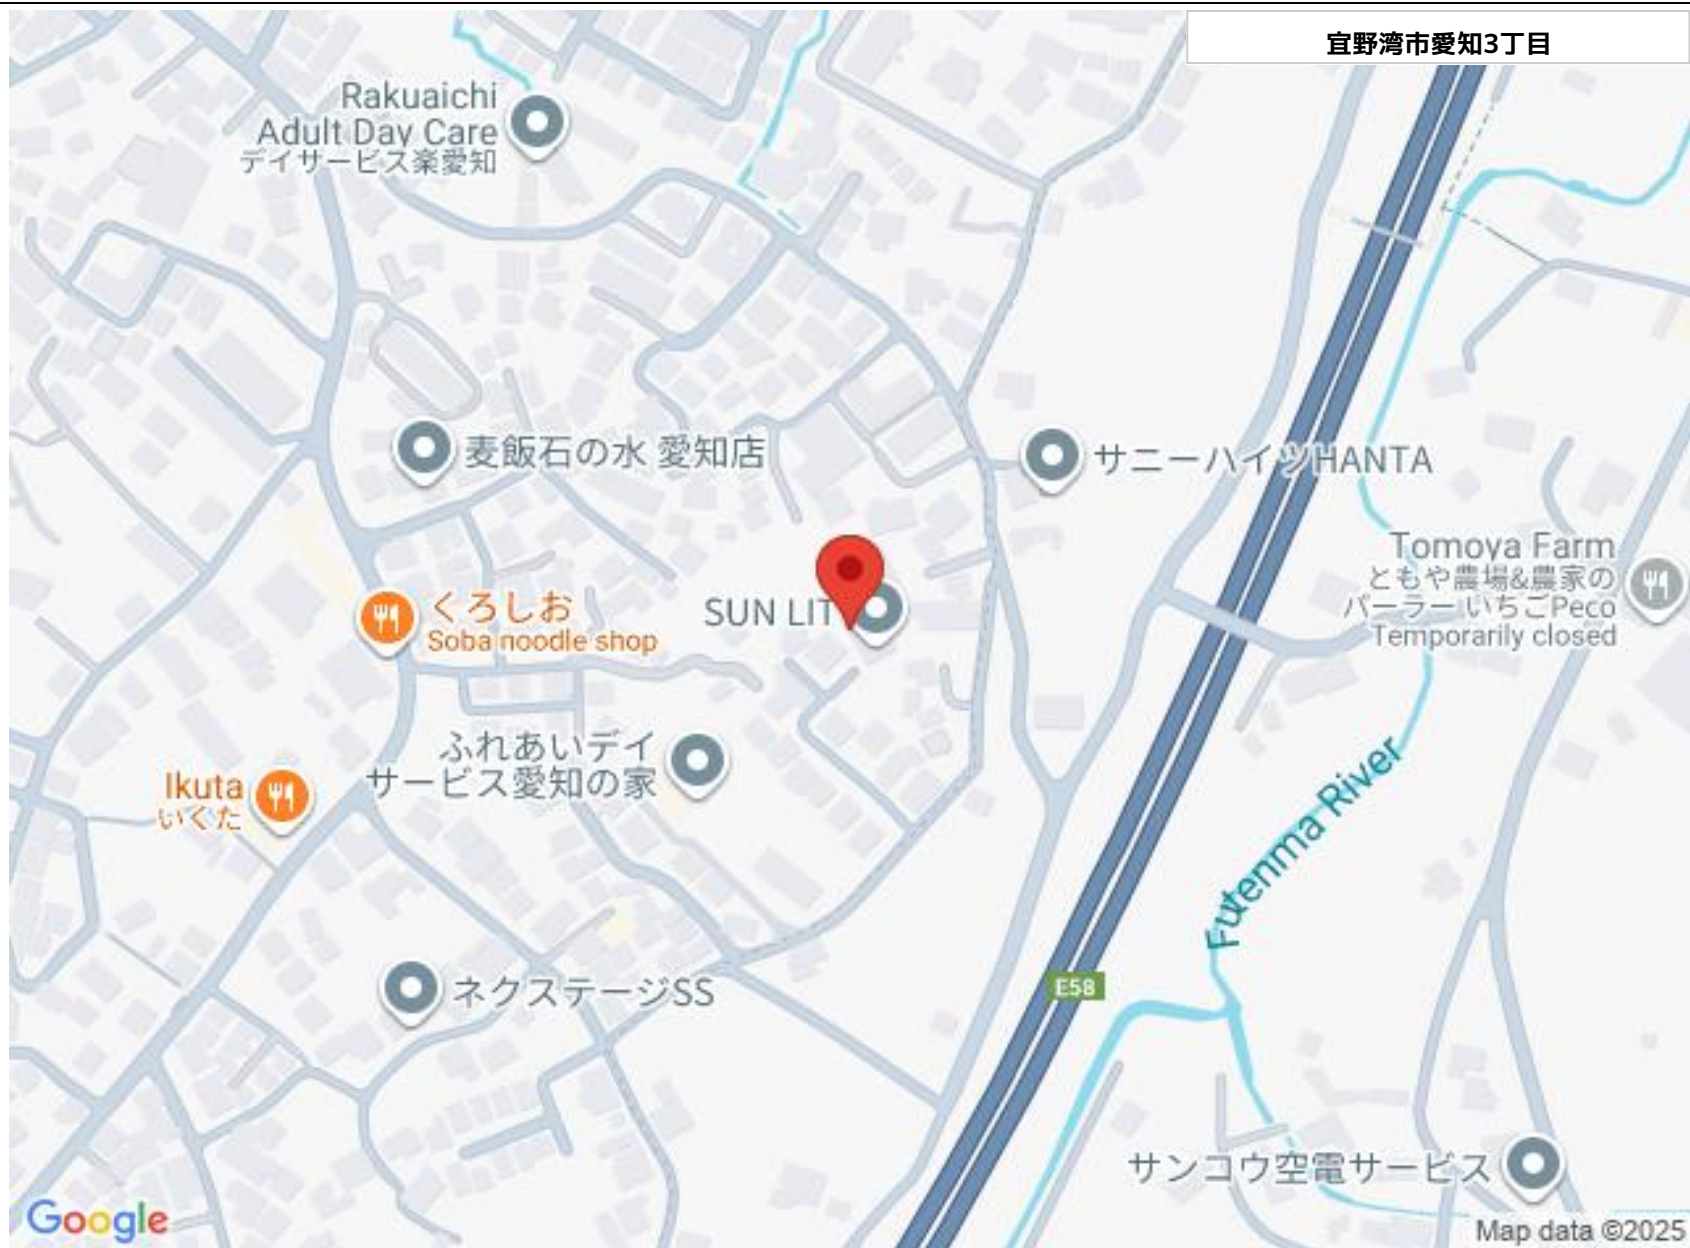 宜野湾市愛知3丁目
Rakuaichi
Adult Day Care
デイサービス楽愛知
麦飯石の水 愛知店
サニーハイツHANTA
Tomoya Farm
ともや農場&農家の
パーラー いちごPeco
Temporarily closed
くろしお
Soba noodle shop
SUN LIT
ふれあいデイ
サービス愛知の家
Ikuta
いくた
Futenma River
E58
ネクステージSS
サンコウ空電サービス
Google
Map data ©2025